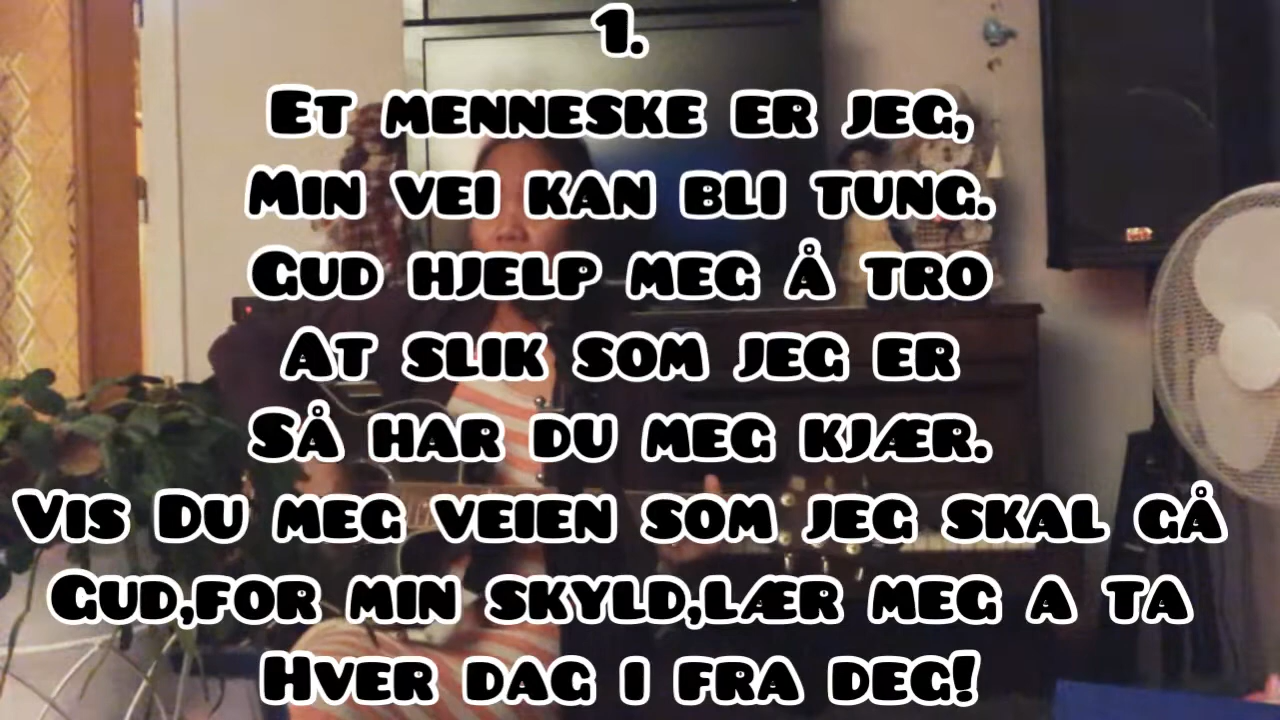 1.
Et menneske er jeg,
Min vei kan bli tung.
Gud hjelp meg å tro
At slik som jeg er
Så har du meg kjær.
Vis Du meg veien som jeg skal gå
Gud,for min skyld,lær meg a ta
Hver dag i fra deg!